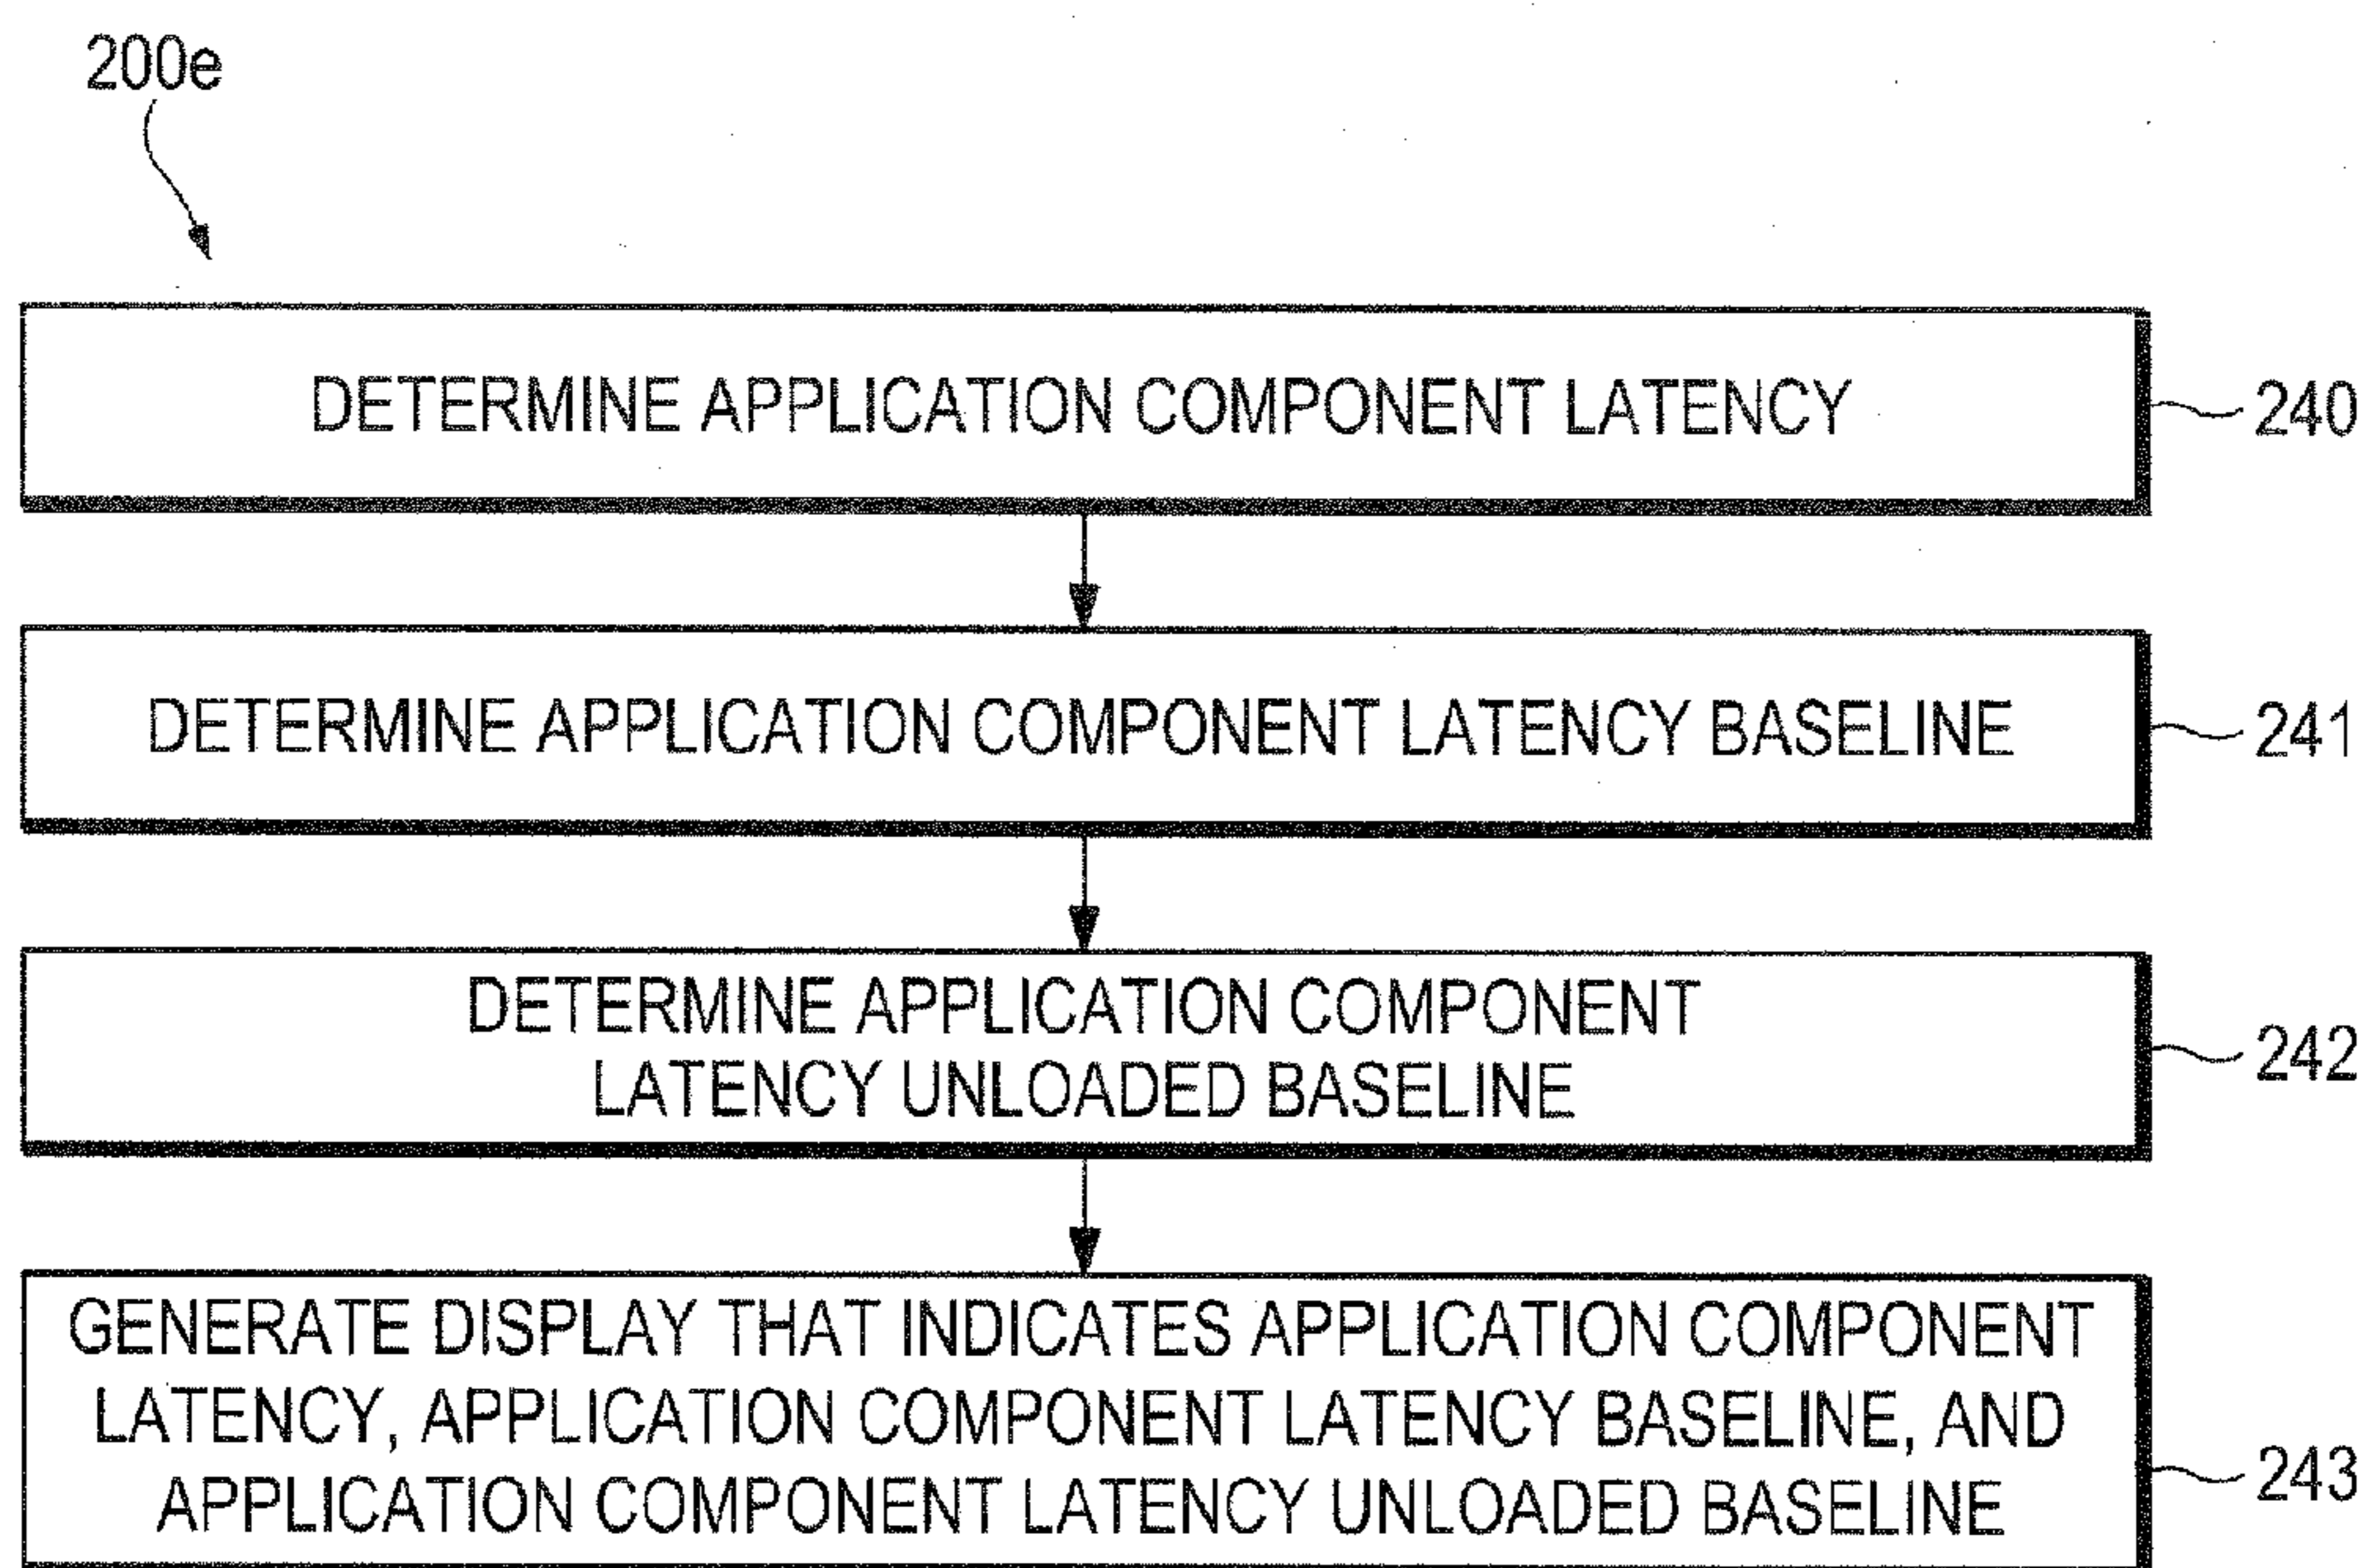 200e
DETERMINE APPLICATION COMPONENT LATENCY
240
DETERMINE APPLICATION COMPONENT LATENCY BASELINE
241
DETERMINE APPLICATION COMPONENT
LATENCY UNLOADED BASELINE
242
GENERATE DISPLAY THAT INDICATES APPLICATION COMPONENT
LATENCY, APPLICATION COMPONENT LATENCY BASELINE, AND
APPLICATION COMPONENT LATENCY UNLOADED BASELINE
243